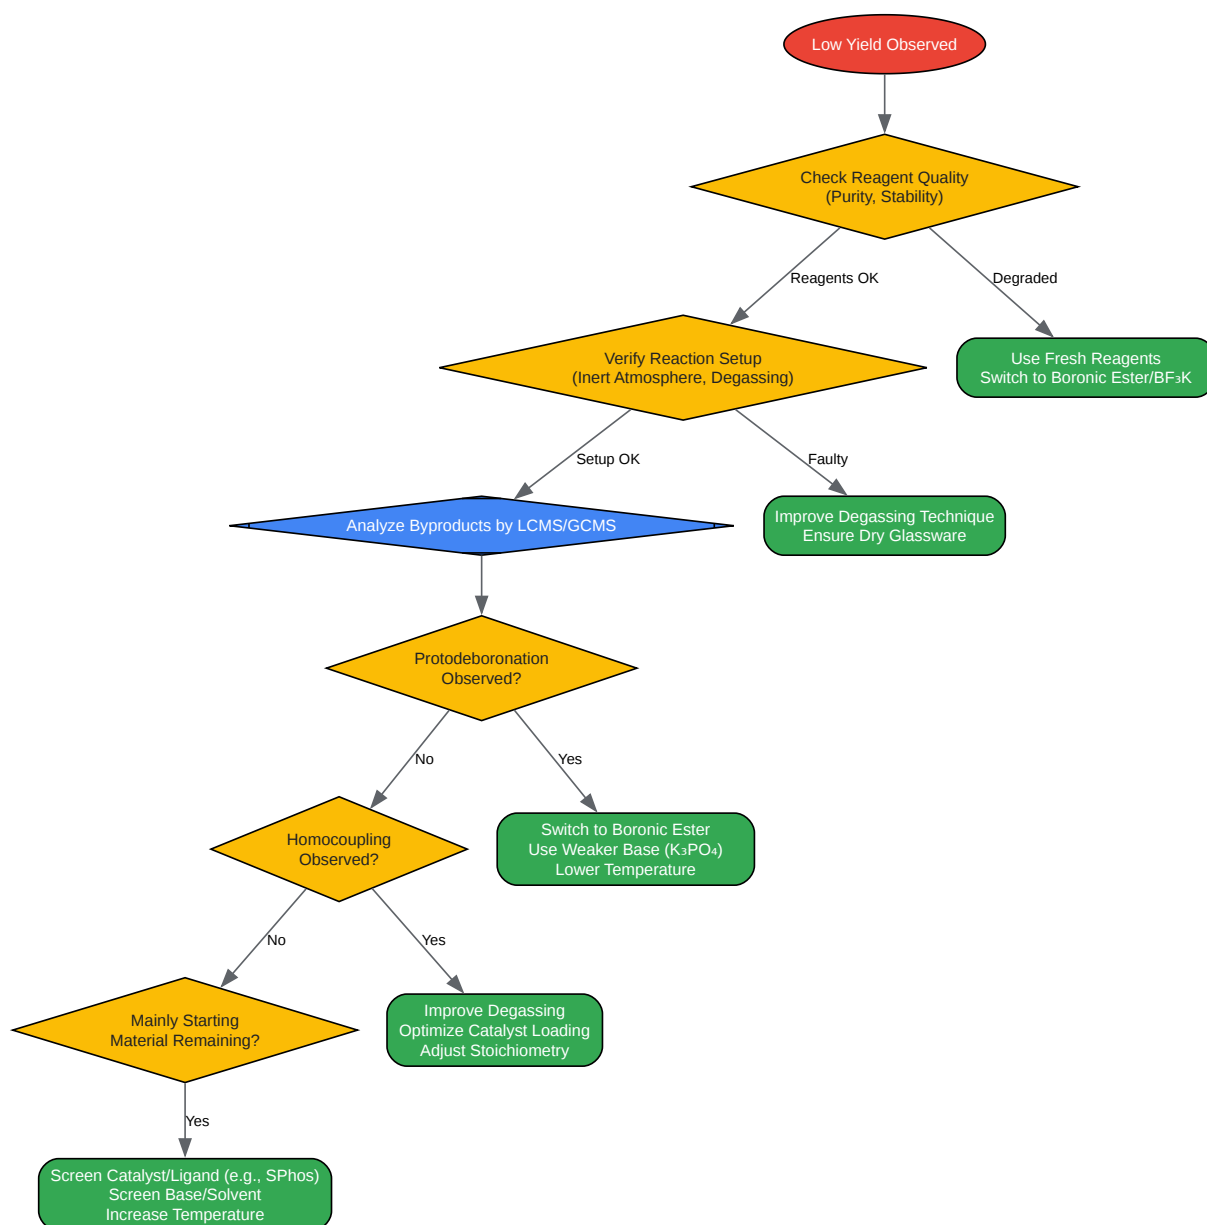 Low Yield Observed
Check Reagent Quality
(Purity, Stability)
Reagents OK
Degraded
Verify Reaction Setup
(Inert Atmosphere, Degassing)
Use Fresh Reagents
Switch to Boronic Ester/BF₃K
Setup OK
Faulty
Analyze Byproducts by LCMS/GCMS
Improve Degassing Technique
Ensure Dry Glassware
Protodeboronation
Observed?
No
Yes
Homocoupling
Observed?
Switch to Boronic Ester
Use Weaker Base (K₃PO₄)
Lower Temperature
No
Yes
Mainly Starting
Material Remaining?
Improve Degassing
Optimize Catalyst Loading
Adjust Stoichiometry
Yes
Screen Catalyst/Ligand (e.g., SPhos)
Screen Base/Solvent
Increase Temperature